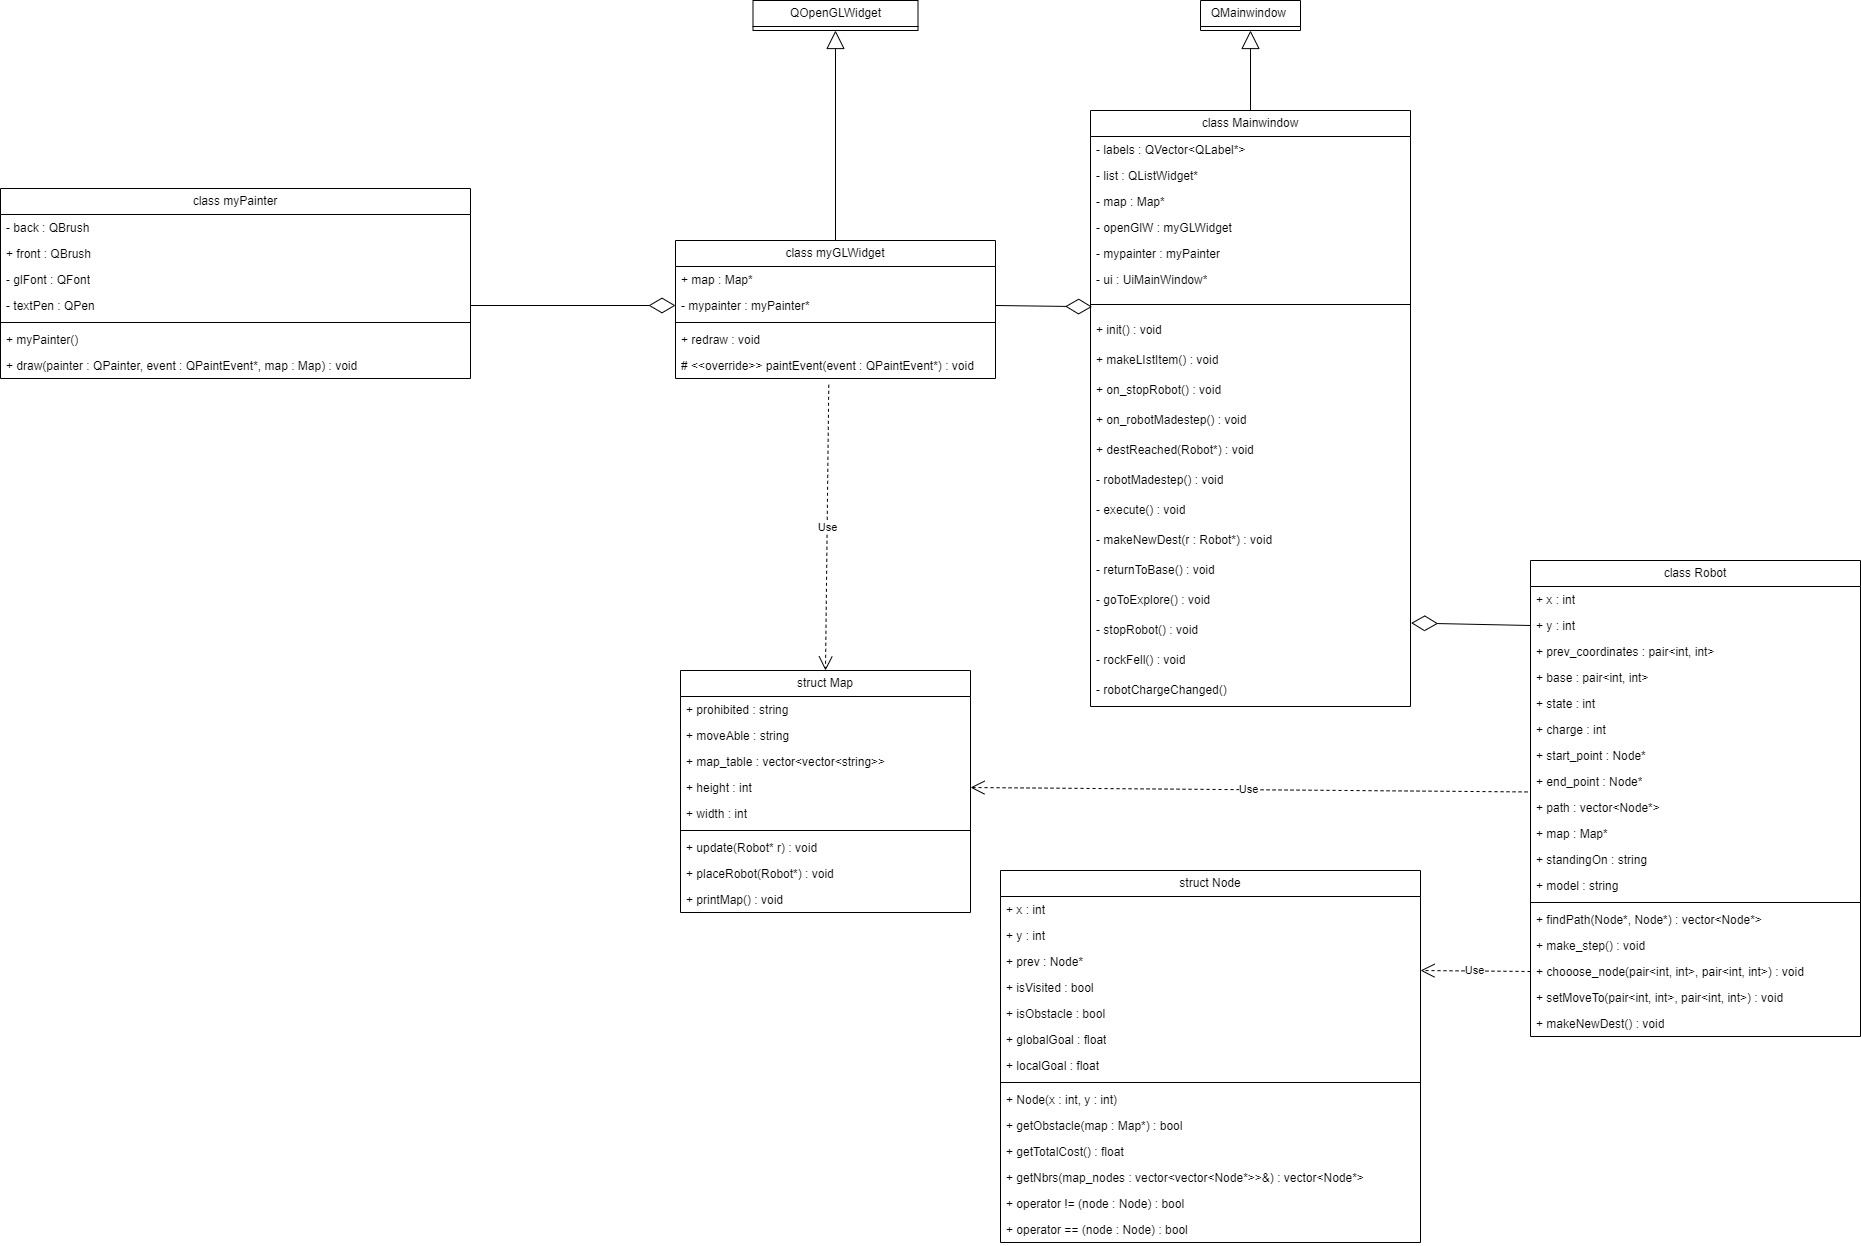 QOpenGLWidget
QMainwindow
class Mainwindow
- labels : QVector<QLabel*>
- list : QListWidget*
- map : Map*
- openGlW : myGLWidget
- mypainter : myPainter
- ui : UiMainWindow*
+ init() : void
+ makeLIstItem() : void
+ on_stopRobot() : void
+ on_robotMadestep() : void
+ destReached(Robot*) : void
- robotMadestep() : void
- execute() : void
- makeNewDest(r : Robot*) : void
- returnToBase() : void
- goToExplore() : void
- stopRobot() : void
- rockFell() : void
- robotChargeChanged()
class myPainter
- back : QBrush
+ front : QBrush
- glFont : QFont
- textPen : QPen
+ myPainter()
+ draw(painter : QPainter, event : QPaintEvent*, map : Map) : void
class myGLWidget
+ map : Map*
- mypainter : myPainter*
+ redraw : void
# <<override>> paintEvent(event : QPaintEvent*) : void
Use
class Robot
+ x : int
+ y : int
+ prev_coordinates : pair<int, int>
+ base : pair<int, int>
+ state : int
+ charge : int
+ start_point : Node*
+ end_point : Node*
+ path : vector<Node*>
+ map : Map*
+ standingOn : string
+ model : string
+ findPath(Node*, Node*) : vector<Node*>
+ make_step() : void
+ chooose_node(pair<int, int>, pair<int, int>) : void
+ setMoveTo(pair<int, int>, pair<int, int>) : void
+ makeNewDest() : void
struct Map
+ prohibited : string
+ moveAble : string
+ map_table : vector<vector<string>>
+ height : int
+ width : int
+ update(Robot* r) : void
+ placeRobot(Robot*) : void
+ printMap() : void
Use
struct Node
+ x : int
+ y : int
+ prev : Node*
+ isVisited : bool
+ isObstacle : bool
+ globalGoal : float
+ localGoal : float
+ Node(x : int, y : int)
+ getObstacle(map : Map*) : bool
+ getTotalCost() : float
+ getNbrs(map_nodes : vector<vector<Node*>>&) : vector<Node*>
+ operator != (node : Node) : bool
+ operator == (node : Node) : bool
Use